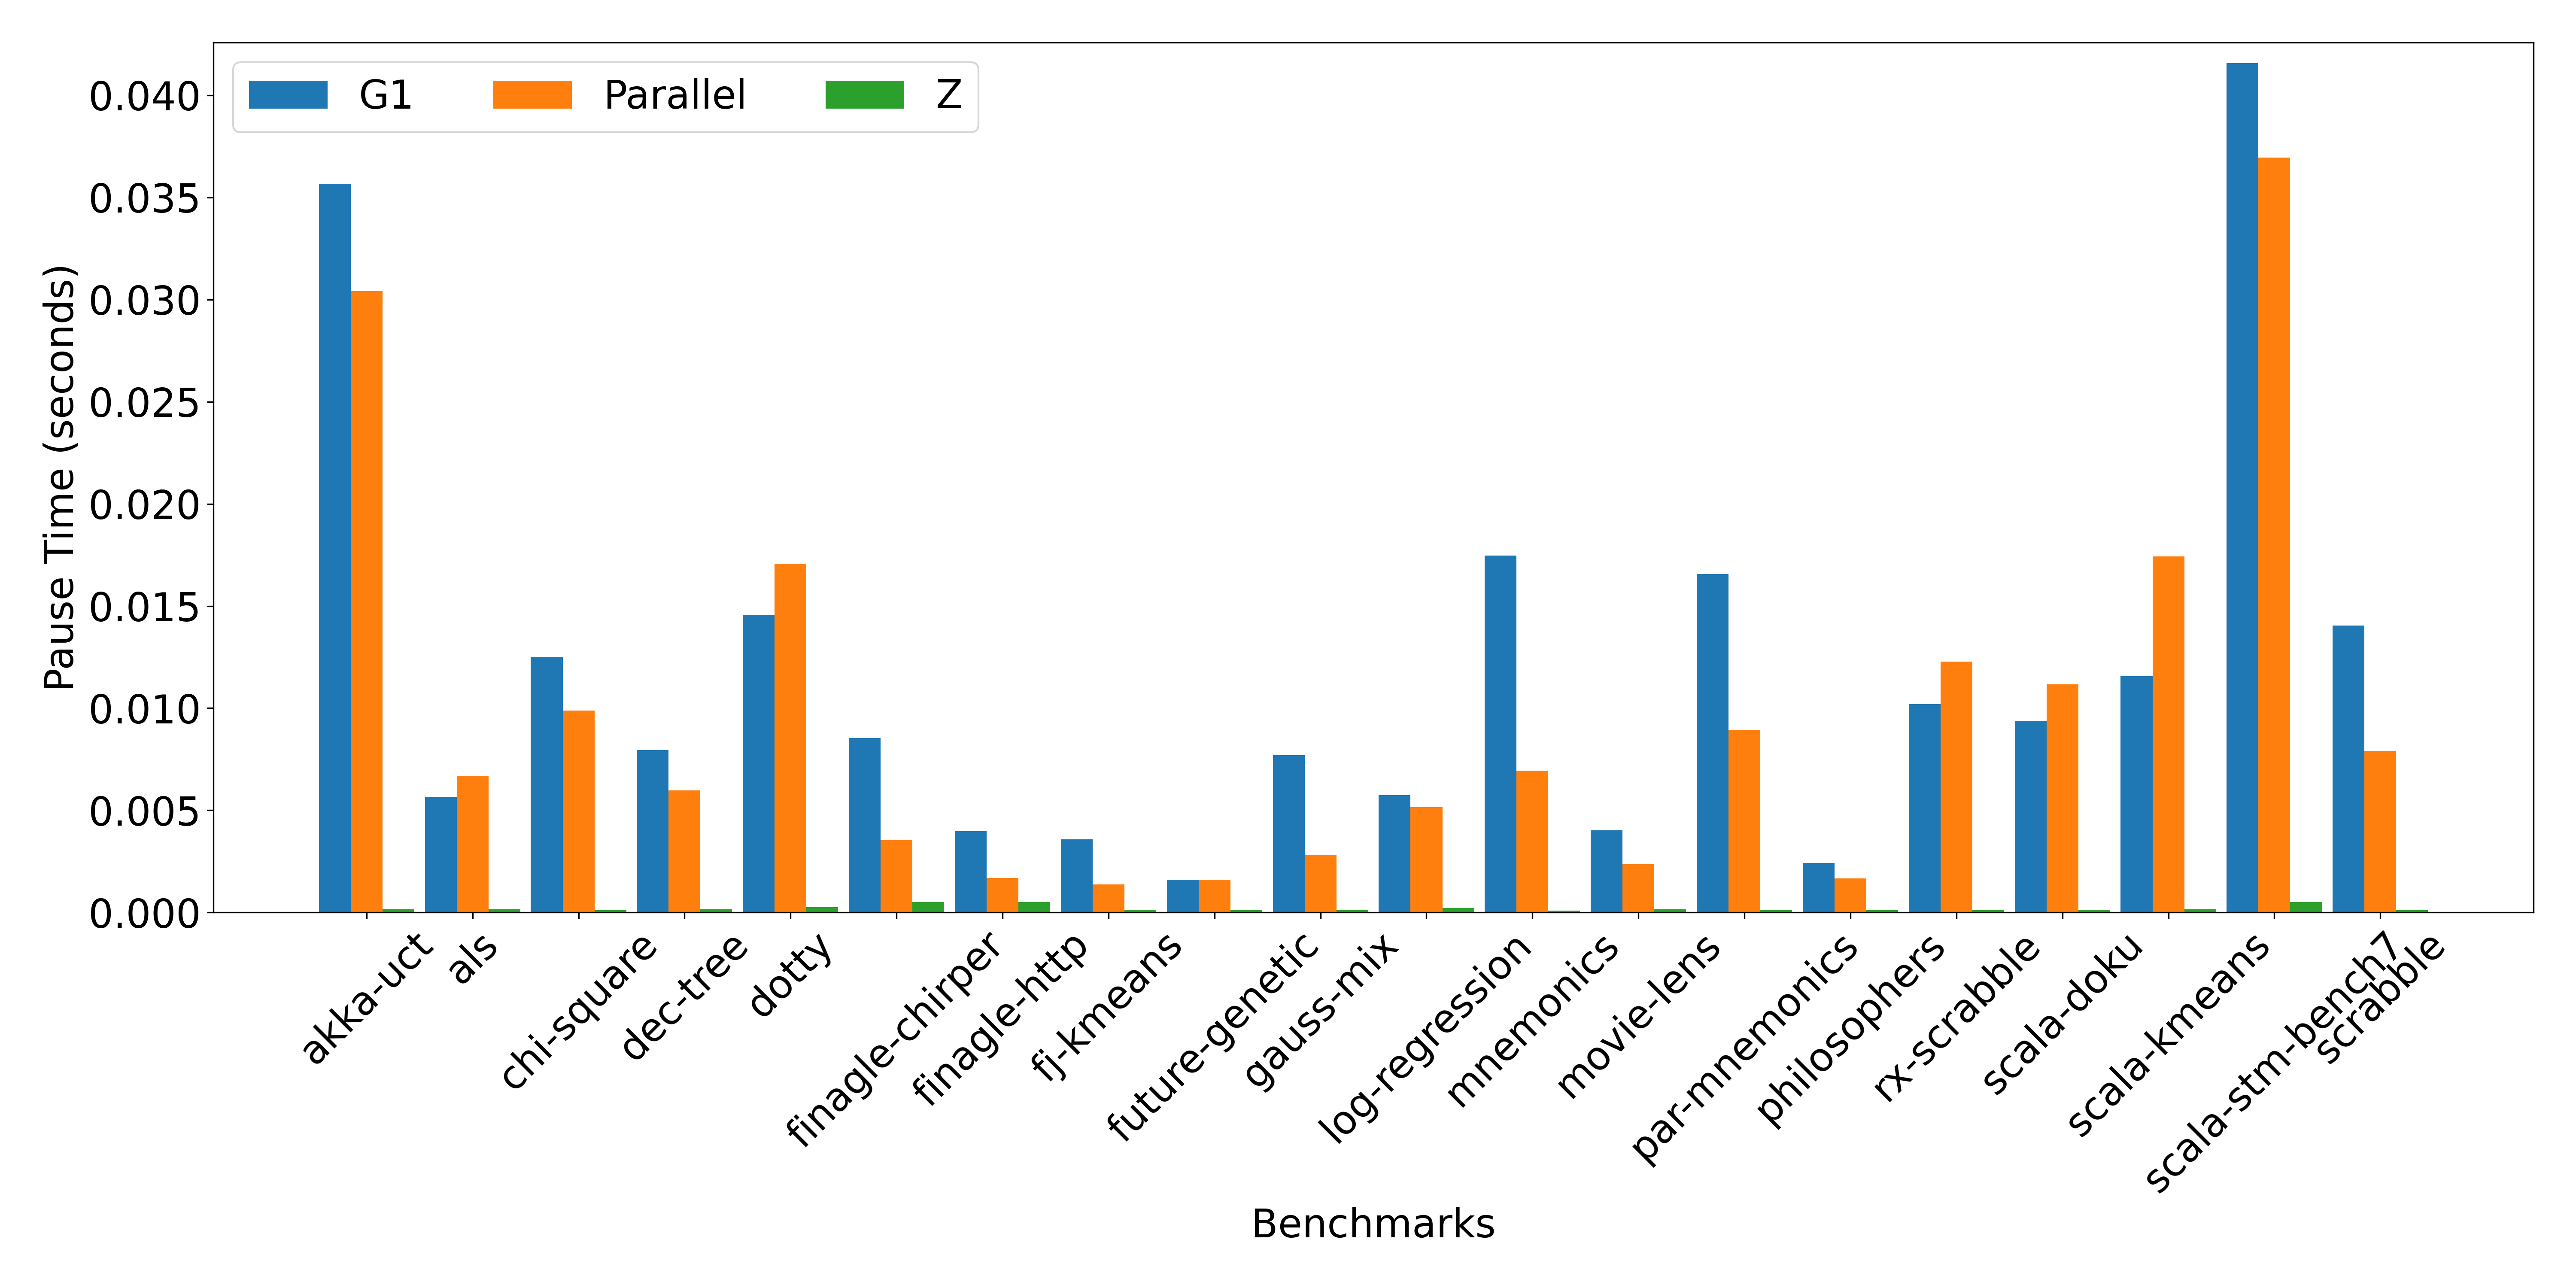 G1 Parallel Z
0.040
0.035
0.030
0.025
0.020
0.015
0.010
0.005
0.000
Pause Time (seconds)
akka-uct
als
chi-square
dec-tree
dotty
finagle-chirper
finagle-http
fj-kmeans
future-genetic
gauss-mix
log-regression
mnemonics
movie-lens
par-mnemonics
philosophers
rx-scrabble
scala-doku
scala-kmeans
scala-stm-bench7
scrabble
Benchmarks